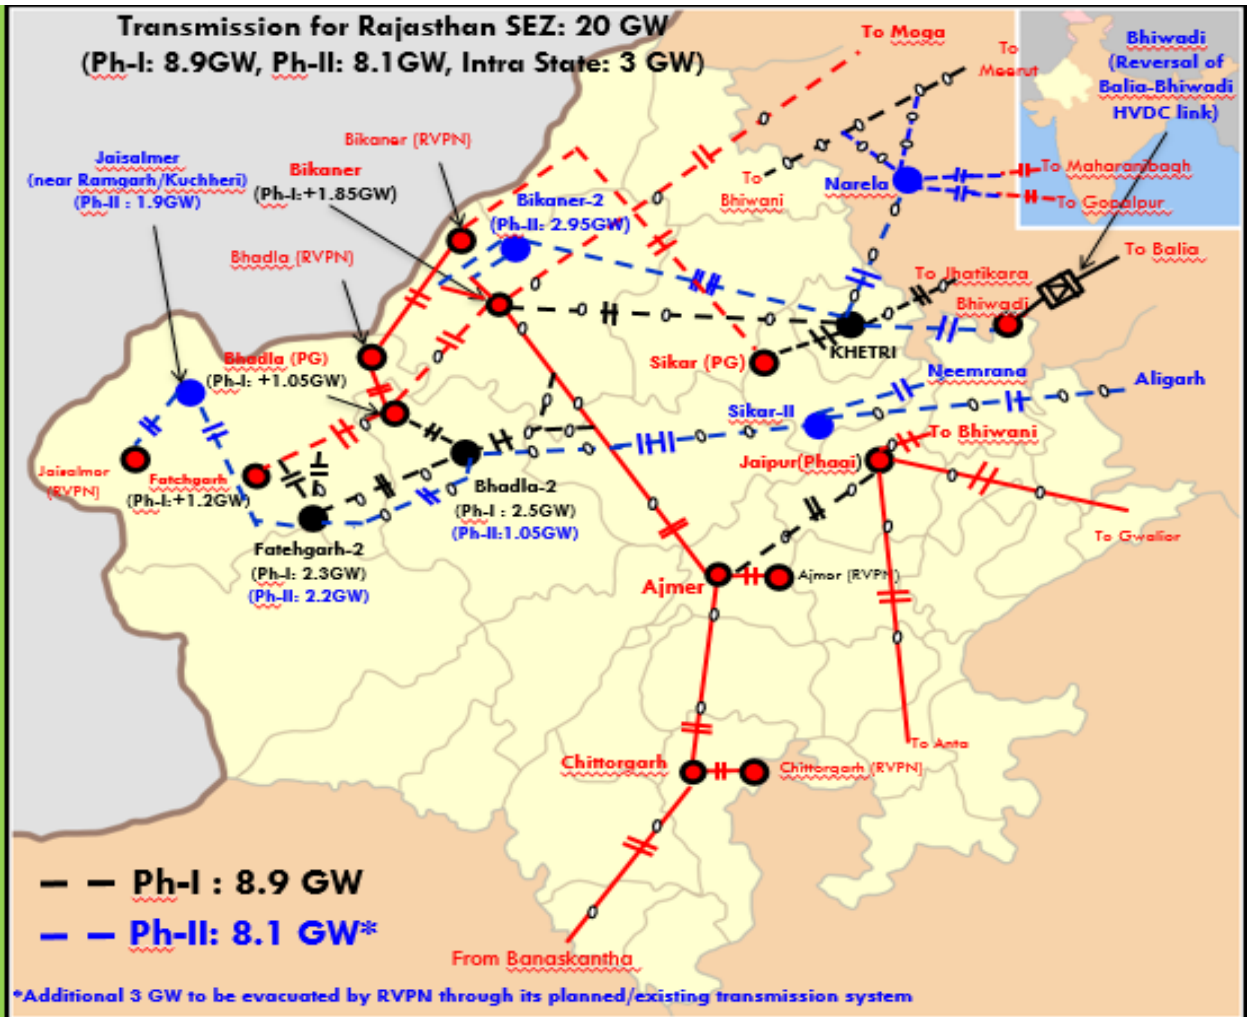 Transmission for Rajasthan SEZ: 20 GW
(Ph-I: 8.9GW, Ph-II: 8.1GW, Intra State: 3 GW)
To Moga
To
Meerut
Bhiwadi
(Reversal of
Balia-Bhiwadi
HVDC link)
Bikaner (RVPN)
Jaisalmer
(near Ramgarh/Kuchheri)
(Ph-II : 1.9GW)
Bikaner
(Ph-I:+1.85GW)
Bikaner-2
(Ph-II: 2.95GW)
To
Bhiwani
Narela
To Maharanibagh
To Gopalpur
Bhadla (RVPN)
To Balia
To Jhatikara
Bhiwadi
KHETRI
Sikar (PG)
Bhadla (PG)
(Ph-I: +1.05GW)
Neemrana
Aligarh
Sikar-II
To Bhiwani
Jaipur(Phagi)
Jaisalmer
(RVPN)
Fatehgarh
(Ph-I:+1.2GW)
Bhadla-2
(Ph-I : 2.5GW)
(Ph-II:1.05GW)
To Gwalior
Fatehgarh-2
(Ph-I: 2.3GW)
(Ph-II: 2.2GW)
Ajmer
Ajmer (RVPN)
To Anta
Chittorgarh
Chittorgarh (RVPN)
Ph-I : 8.9 GW
Ph-II: 8.1 GW*
From Banaskantha
*Additional 3 GW to be evacuated by RVPN through its planned/existing transmission system